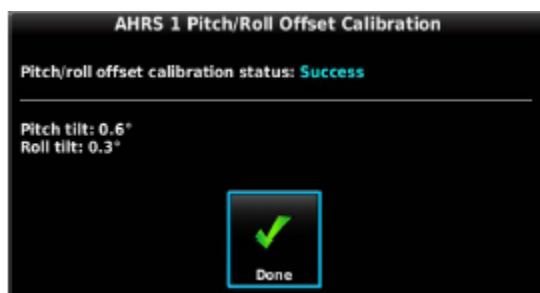 AHRS 1 Pitch/Roll Offset Calibration
Pitch/roll offset calibration status: Success
Pitch tilt: 0.6°
Roll tilt: 0.3°
Done